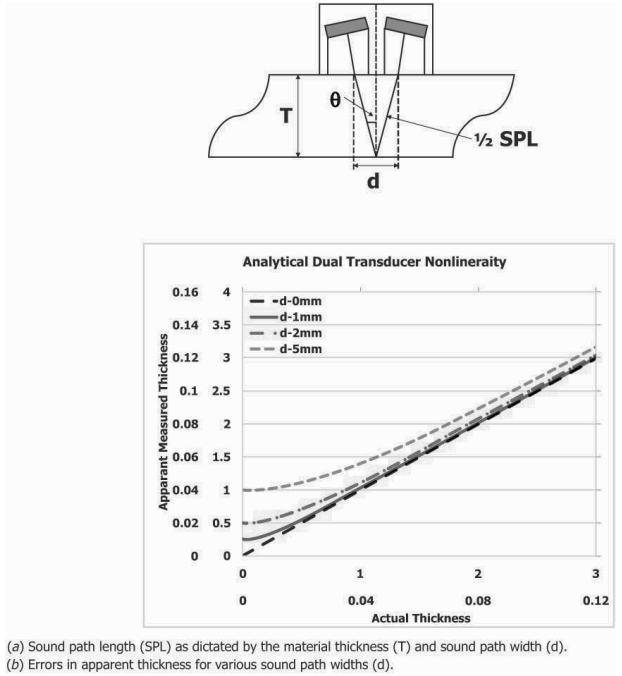 T
θ
½ SPL
d
Analytical Dual Transducer Nonlineraity
0.16 4
0.14 3.5
0.12 3
0.1 2.5
0.08 2
0.06 1.5
0.04 1
0.02 0.5
0 0
Apparant Measured Thickness
d-0mm
d-1mm
d-2mm
d-5mm
0 1 2 3
0 0.04 0.08 0.12
Actual Thickness
(a) Sound path length (SPL) as dictated by the material thickness (T) and sound path width (d).
(b) Errors in apparent thickness for various sound path widths (d).